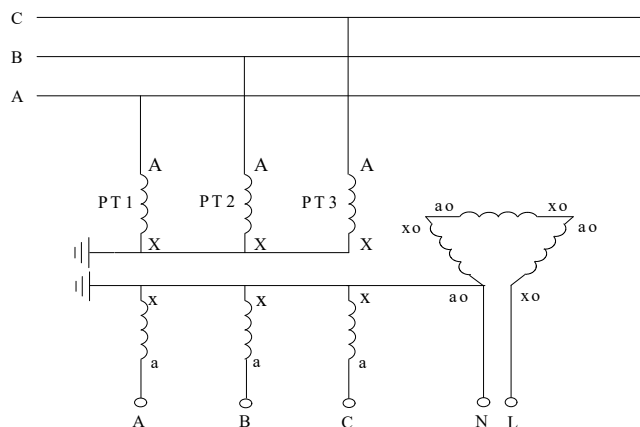 C
B
A
A A A
PT1 PT2 PT3
ao xo
xo ao
X X X
x x x ao xo
a a a
A B C N L